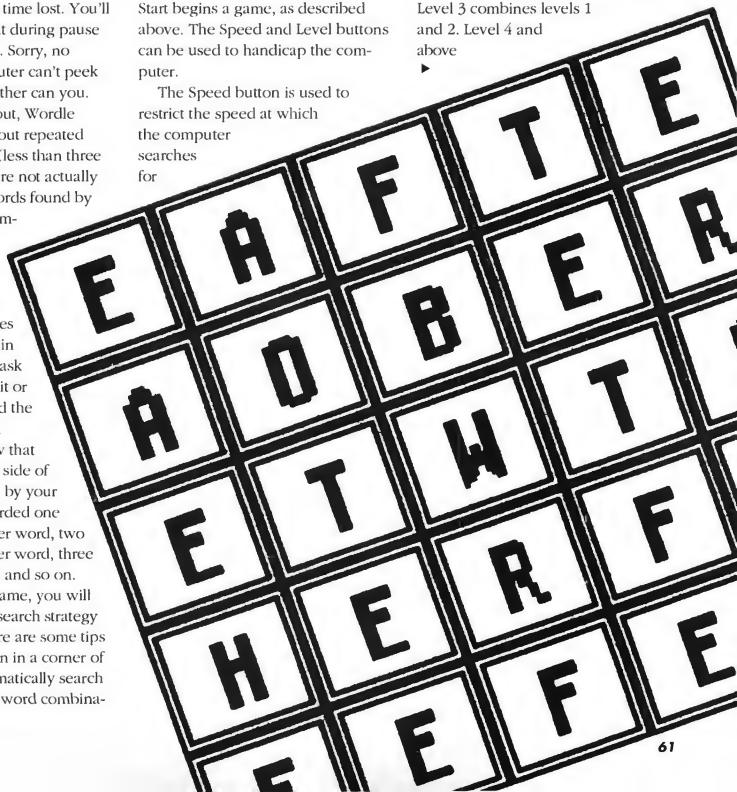 time lost. You'll
t during pause
. Sorry, no
uter can't peek
ther can you.
out, Wordle
out repeated
(less than three
re not actually
ords found by
m-
es
in
ask
it or
d the
v that
side of
by your
rded one
er word, two
er word, three
and so on.
ame, you will
search strategy
re are some tips
n in a corner of
matically search
word combina-
Start begins a game, as described
above. The Speed and Level buttons
can be used to handicap the com-
puter.
The Speed button is used to
restrict the speed at which
the computer
searches
for
Level 3 combines levels 1
and 2. Level 4 and
above
►
E A F T E
A D B E R
E T W T
H E R F
E F E
61